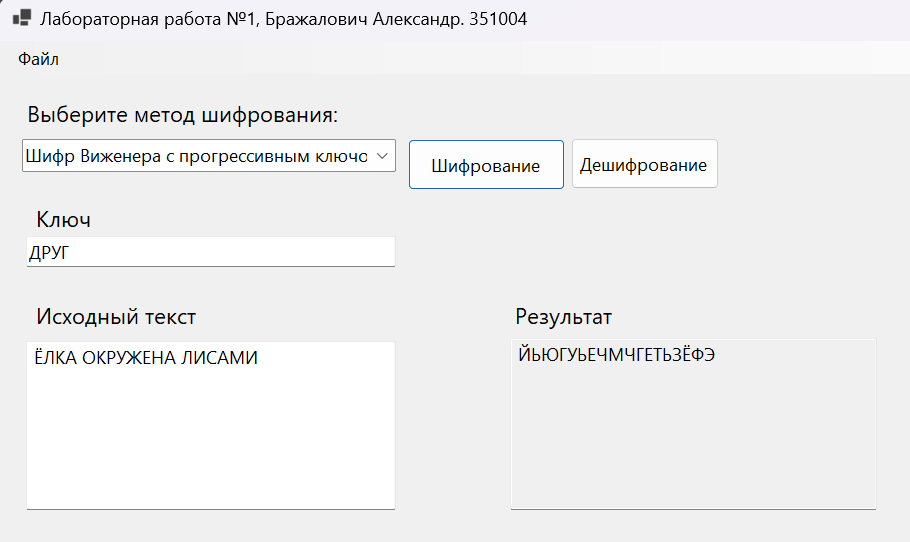 Лабораторная работа №1, Бражалович Александр. 351004
Файл
Выберите метод шифрования:
Шифр Виженера с прогрессивным ключо
Шифрование
Дешифрование
Ключ
ДРУГ
Исходный текст
Результат
ЁЛКА ОКРУЖЕНА ЛИСАМИ
ЙЬЮГУЬЕЧМЧГЕТЬЗЁФЭ